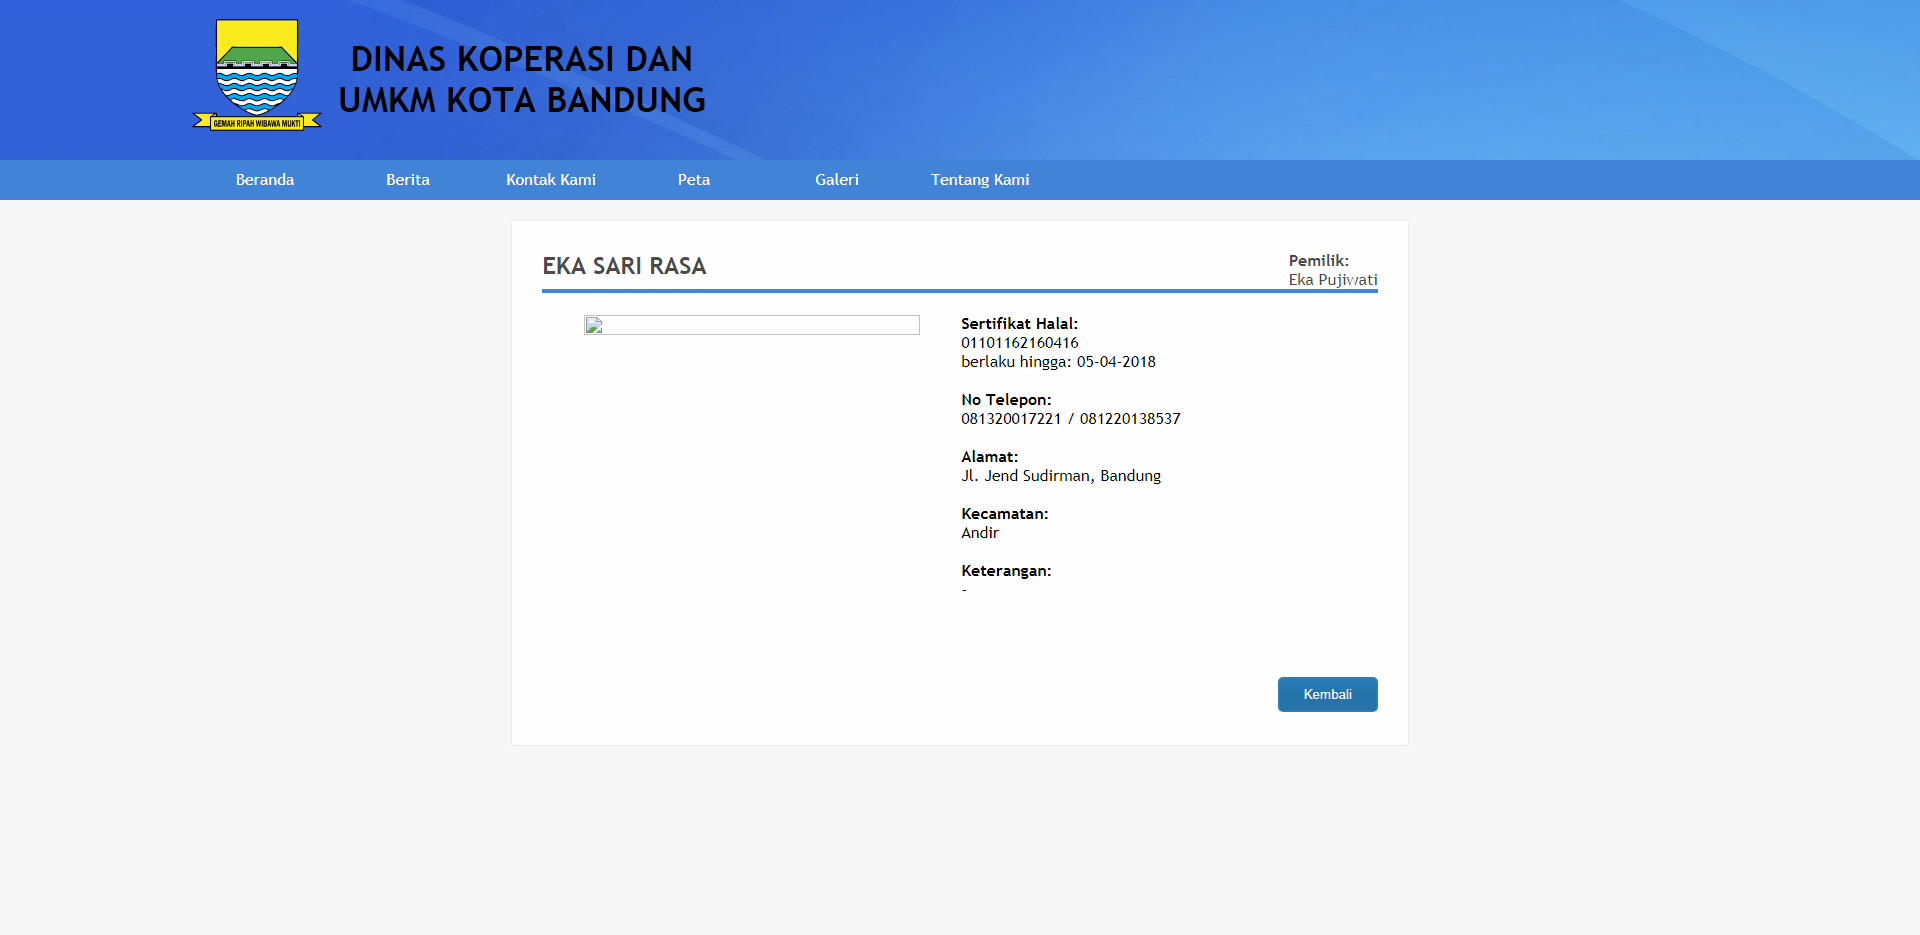 GEMAH RIPAH WIBAWA MUKTI
DINAS KOPERASI DAN
UMKM KOTA BANDUNG
Beranda
Berita
Kontak Kami
Peta
Galeri
Tentang Kami
EKA SARI RASA
Pemilik:
Eka Pujiwati
Sertifikat Halal:
01101162160416
berlaku hingga: 05-04-2018
No Telepon:
081320017221 / 081220138537
Alamat:
Jl. Jend Sudirman, Bandung
Kecamatan:
Andir
Keterangan:
-
Kembali